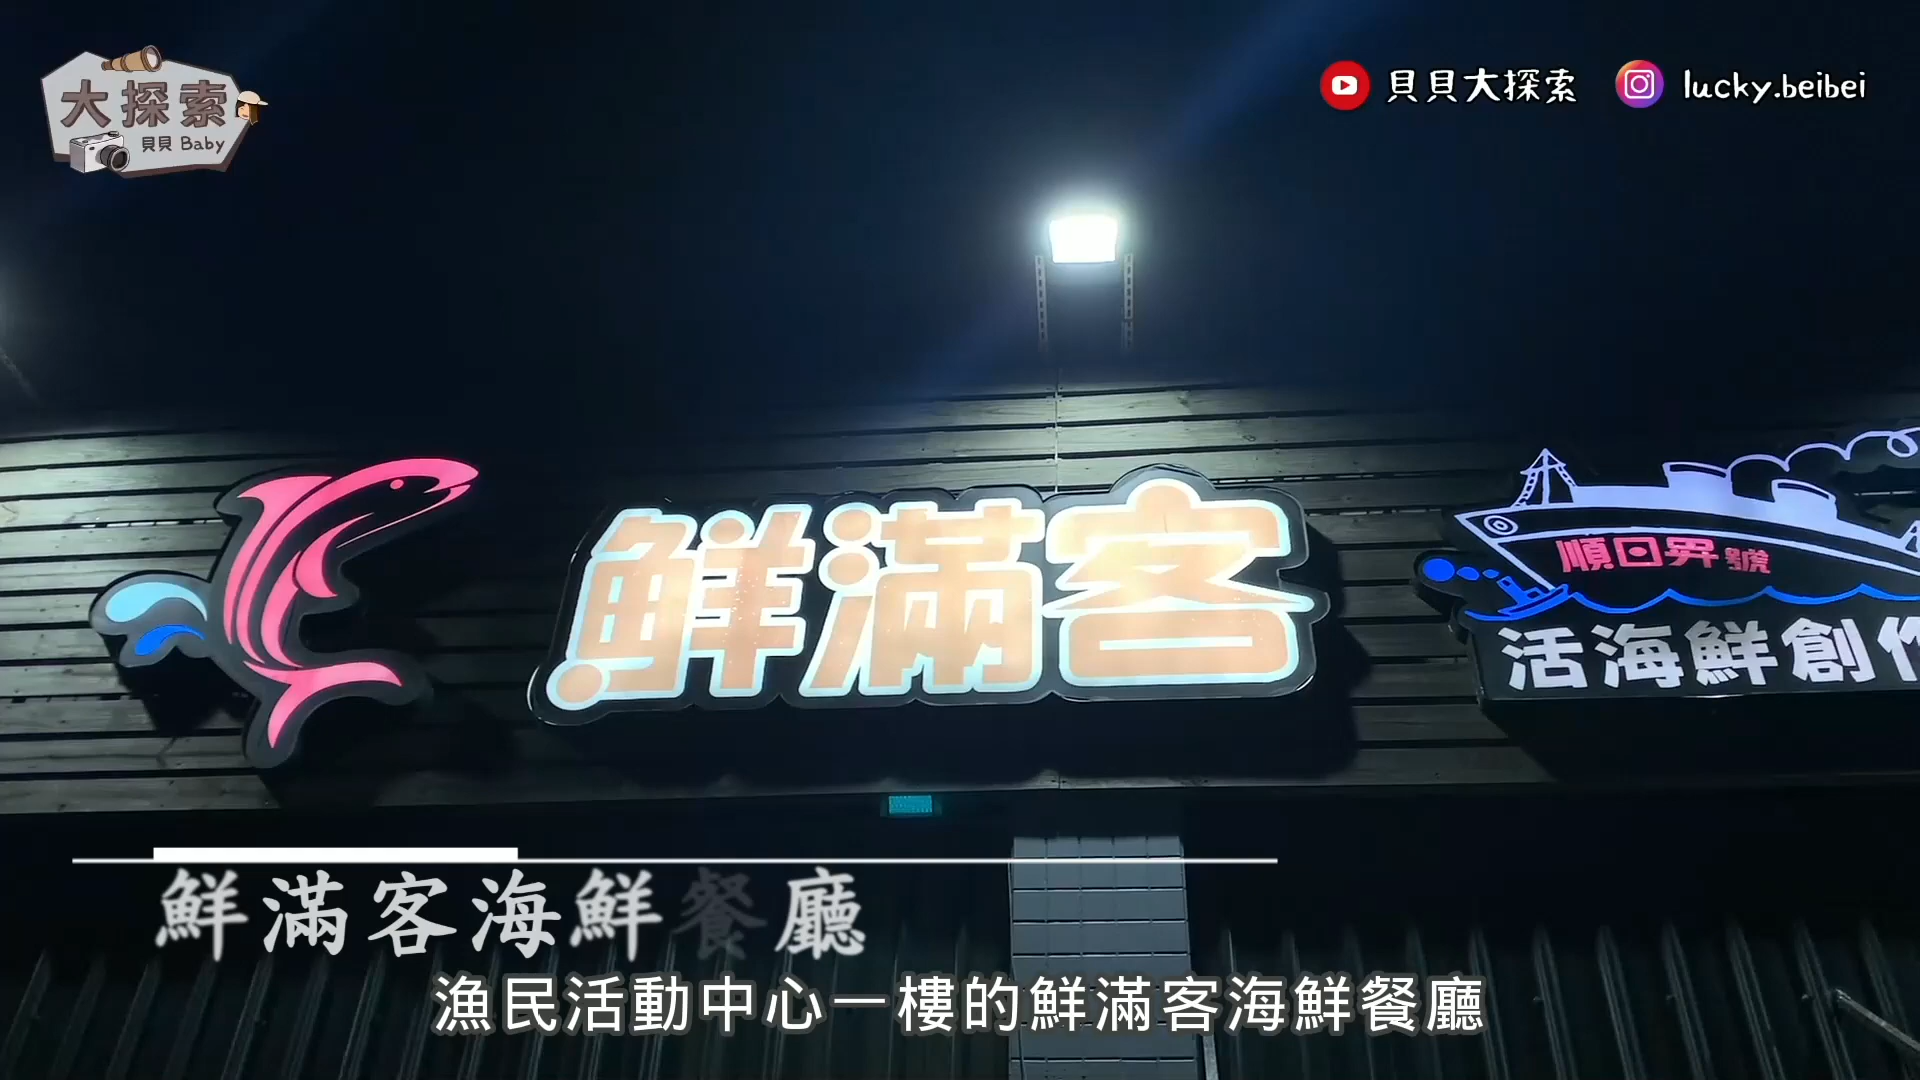 大探索
貝貝 Baby
貝貝大探索
lucky.beibei
鮮滿客
順日昇號
活海鮮創作
鮮滿客海鮮餐廳
漁民活動中心一樓的鮮滿客海鮮餐廳